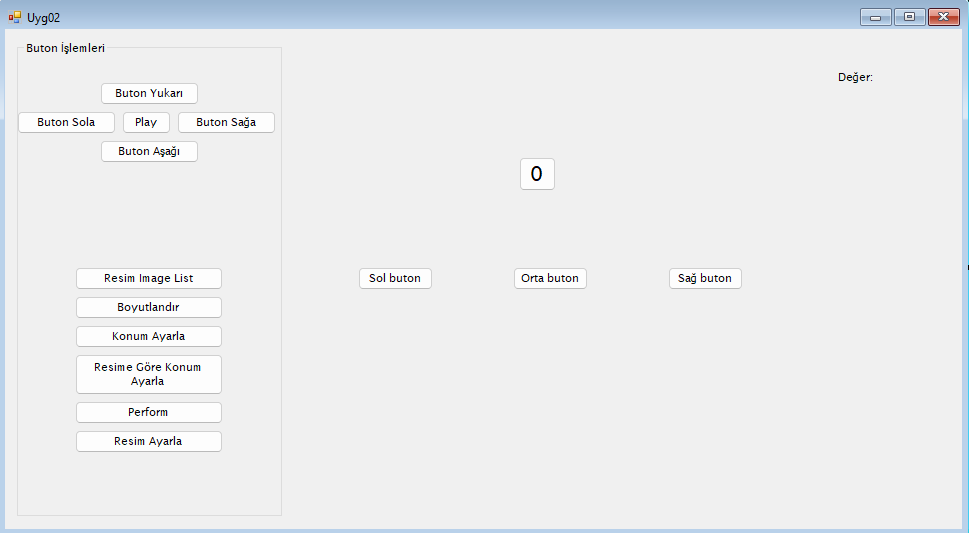 Uyg02
Buton İşlemleri
Değer:
Buton Yukarı
Buton Sola
Play
Buton Sağa
Buton Aşağı
0
Resim Image List
Sol buton
Orta buton
Sağ buton
Boyutlandır
Konum Ayarla
Resime Göre Konum
Ayarla
Perform
Resim Ayarla